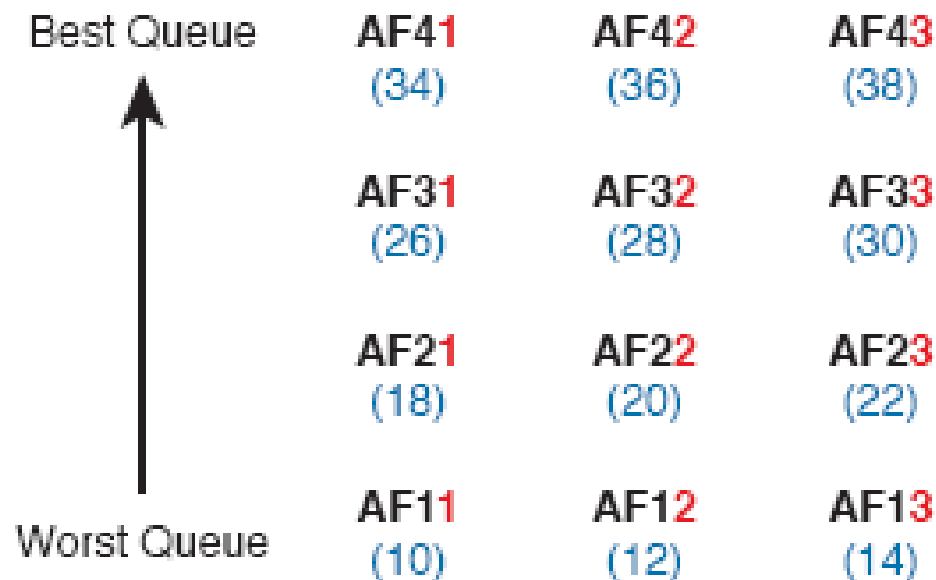 Best Queue AF41 AF42 AF43
(34) (36) (38)
AF31 AF32 AF33
(26) (28) (30)
AF21 AF22 AF23
(18) (20) (22)
AF11 AF12 AF13
Worst Queue (10) (12) (14)